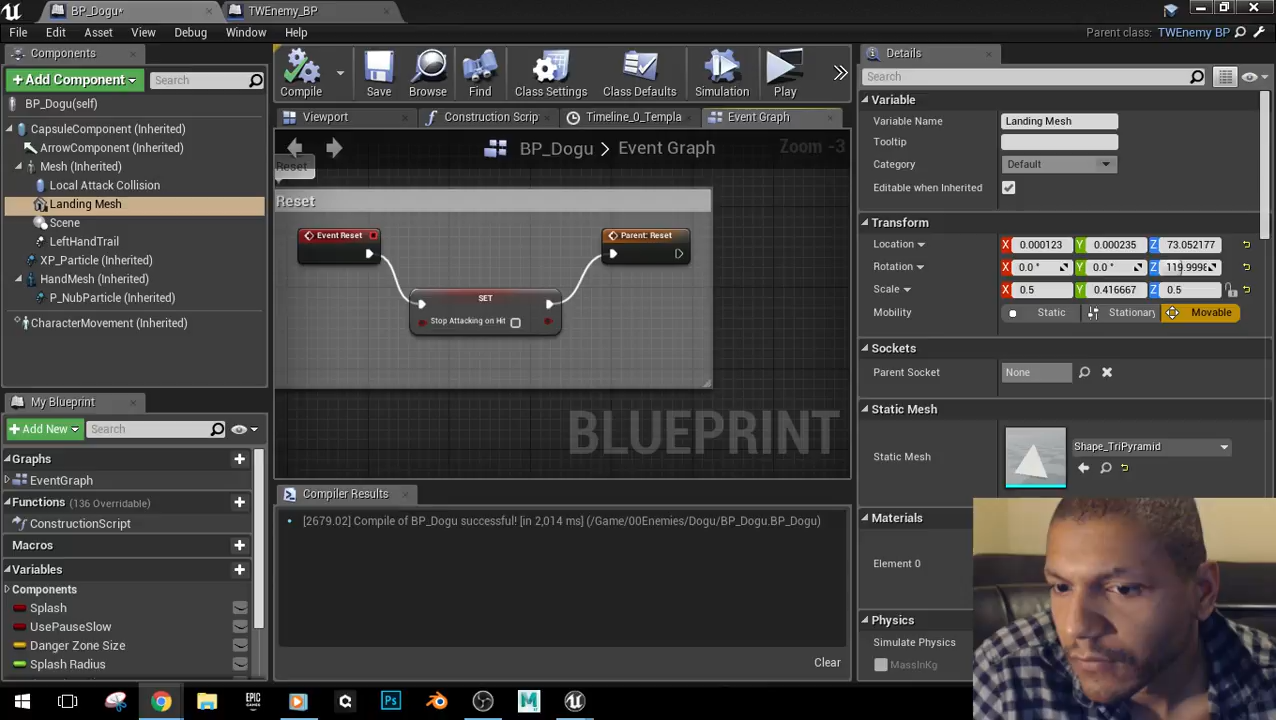 BP_Dogu*
TWEnemy_BP
File Edit Asset View Debug Window Help
Parent class: TWEnemy BP
Components
Add Component
Search
BP_Dogu(self)
CapsuleComponent (Inherited)
ArrowComponent (Inherited)
Mesh (Inherited)
Local Attack Collision
Landing Mesh
Scene
LeftHandTrail
XP_Particle (Inherited)
HandMesh (Inherited)
P_NubParticle (Inherited)
CharacterMovement (Inherited)
My Blueprint
Add New
Search
Graphs
EventGraph
Functions (136 Overridable)
ConstructionScript
Macros
Variables
Components
Splash
UsePauseSlow
Danger Zone Size
Splash Radius
Compile
Save
Browse
Find
Class Settings
Class Defaults
Simulation
Play
Viewport
Construction Scrip
Timeline_0_Templa
Event Graph
BP_Dogu > Event Graph
Zoom -3
Reset
Reset
Event Reset
Parent: Reset
SET
Stop Attacking on Hit
BLUEPRINT
Compiler Results
[2679.02] Compile of BP_Dogu successful! [in 2,014 ms] (/Game/00Enemies/Dogu/BP_Dogu.BP_Dogu)
Clear
Details
Search
Variable
Variable Name Landing Mesh
Tooltip
Category Default
Editable when Inherited
Transform
Location X 0.000123 Y 0.000235 Z 73.052177
Rotation X 0.0 ° Y 0.0 ° Z 119.9998
Scale X 0.5 Y 0.416667 Z 0.5
Mobility Static Stationary Movable
Sockets
Parent Socket None
Static Mesh
Static Mesh Shape_TriPyramid
Materials
Element 0
Physics
Simulate Physics
MassInKg
EPIC
GAMES
Ps
M